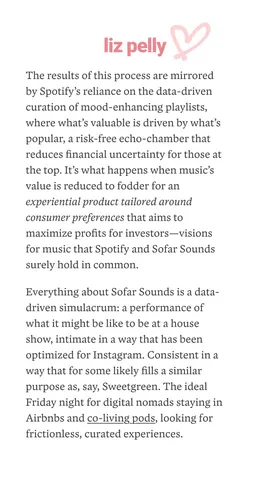 liz pelly
The results of this process are mirrored
by Spotify’s reliance on the data-driven
curation of mood-enhancing playlists,
where what’s valuable is driven by what’s
popular, a risk-free echo-chamber that
reduces financial uncertainty for those at
the top. It’s what happens when music’s
value is reduced to fodder for an
experiential product tailored around
consumer preferences that aims to
maximize profits for investors—visions
for music that Spotify and Sofar Sounds
surely hold in common.
Everything about Sofar Sounds is a data-
driven simulacrum: a performance of
what it might be like to be at a house
show, intimate in a way that has been
optimized for Instagram. Consistent in a
way that for some likely fills a similar
purpose as, say, Sweetgreen. The ideal
Friday night for digital nomads staying in
Airbnbs and co-living pods, looking for
frictionless, curated experiences.